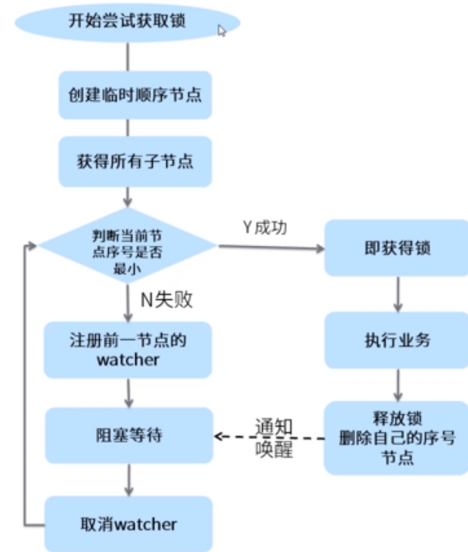 开始尝试获取锁
创建临时顺序节点
获得所有子节点
判断当前节
点序号是否
最小
Y成功
即获得锁
N失败
注册前一节点的
watcher
执行业务
阻塞等待
通知
唤醒
释放锁
删除自己的序号
节点
取消watcher